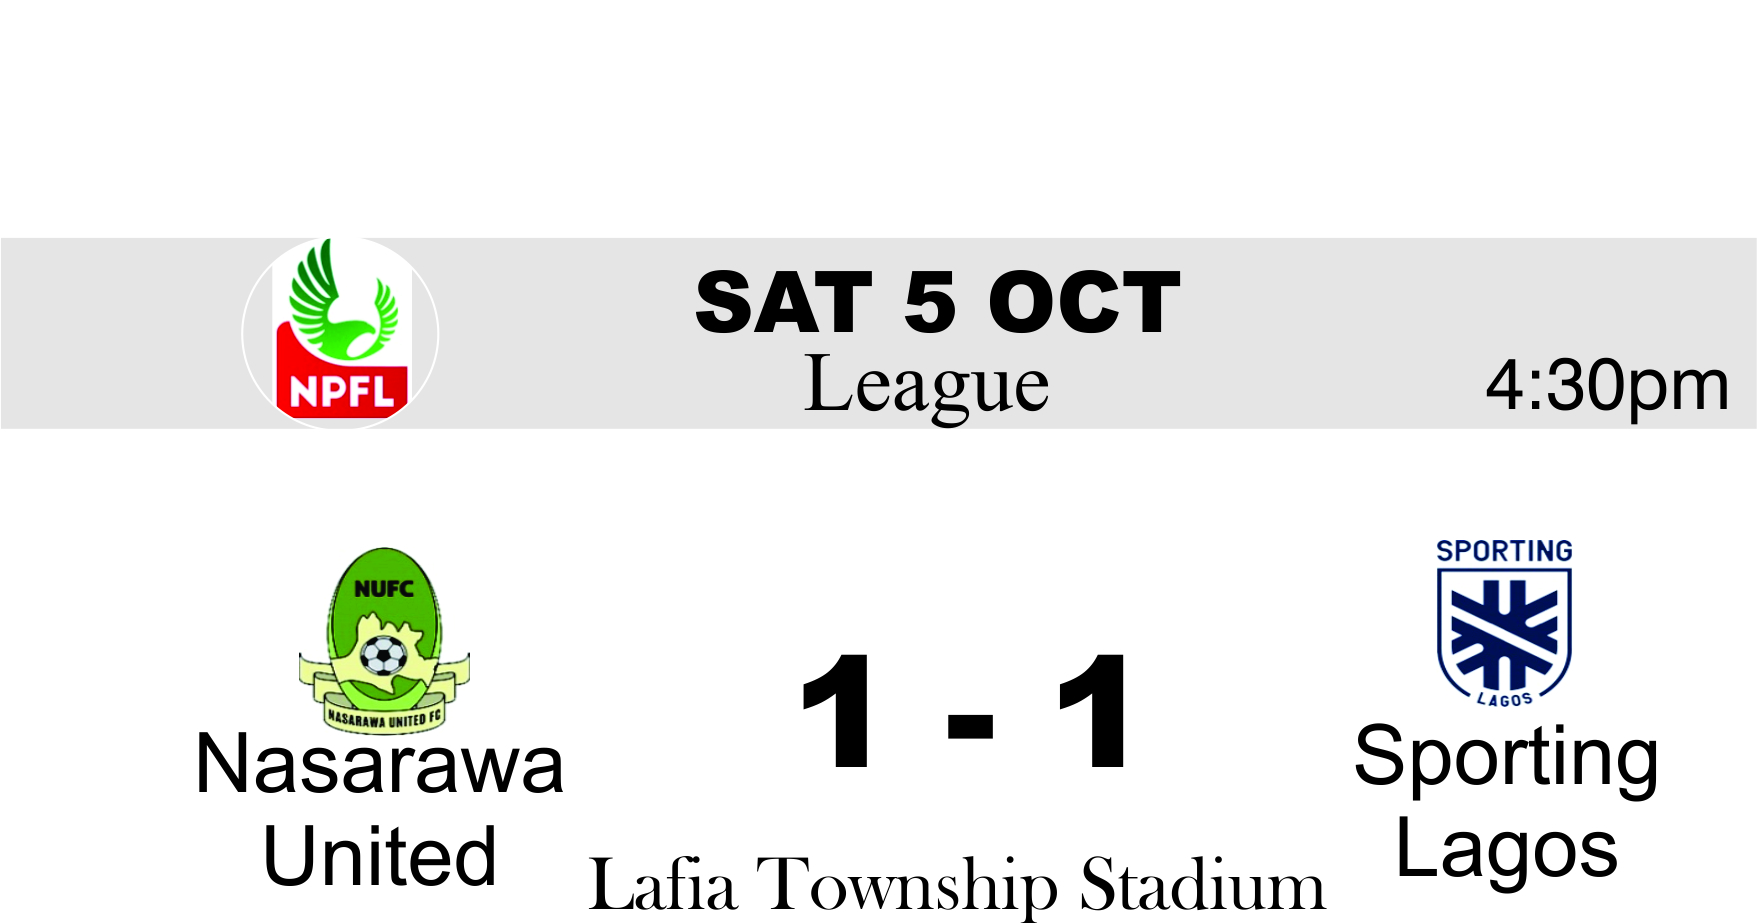 SAT 5 OCT
League
4:30pm
NPFL
NUFC
NASARAWA UNITED FC
Nasarawa
United
1 - 1
SPORTING
LAGOS
Sporting
Lagos
Lafia Township Stadium